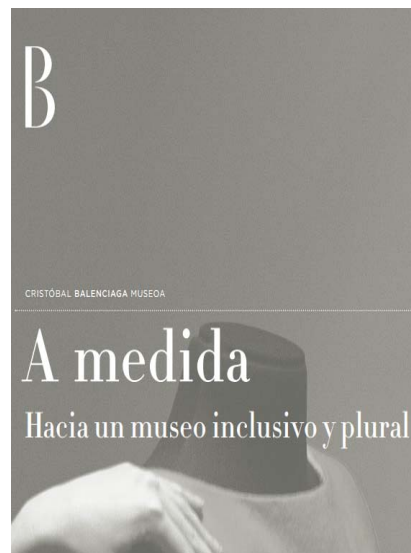 B
CRISTÓBAL BALENCIAGA MUSEOA
A medida
Hacia un museo inclusivo y plural